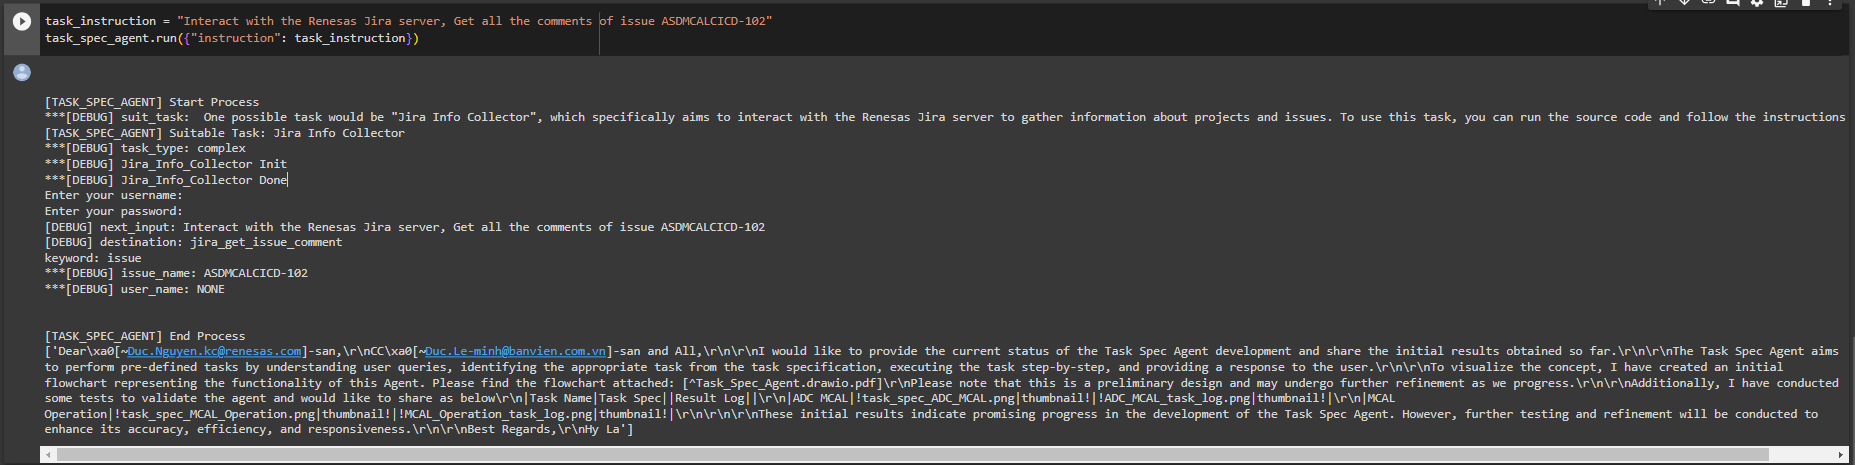 task_instruction = "Interact with the Renesas Jira server, Get all the comments of issue ASDMCALCICD-102"
task_spec_agent.run({"instruction": task_instruction})
[TASK_SPEC_AGENT] Start Process
***[DEBUG] suit_task:  One possible task would be "Jira Info Collector", which specifically aims to interact with the Renesas Jira server to gather information about projects and issues. To use this task, you can run the source code and follow the instructions
[TASK_SPEC_AGENT] Suitable Task: Jira Info Collector
***[DEBUG] task_type: complex
***[DEBUG] Jira_Info_Collector Init
***[DEBUG] Jira_Info_Collector Done
Enter your username:
Enter your password:
[DEBUG] next_input: Interact with the Renesas Jira server, Get all the comments of issue ASDMCALCICD-102
[DEBUG] destination: jira_get_issue_comment
keyword: issue
***[DEBUG] issue_name: ASDMCALCICD-102
***[DEBUG] user_name: NONE
[TASK_SPEC_AGENT] End Process
['Dear\xa0[~Duc.Nguyen.kc@renesas.com]-san,\r\nCC\xa0[~Duc.Le-minh@banvien.com.vn]-san and All,\r\n\r\nI would like to provide the current status of the Task Spec Agent development and share the initial results obtained so far.\r\n\r\nThe Task Spec Agent aims
to perform pre-defined tasks by understanding user queries, identifying the appropriate task from the task specification, executing the task step-by-step, and providing a response to the user.\r\n\r\nTo visualize the concept, I have created an initial
flowchart representing the functionality of this Agent. Please find the flowchart attached: [^Task_Spec_Agent.drawio.pdf]\r\nPlease note that this is a preliminary design and may undergo further refinement as we progress.\r\n\r\nAdditionally, I have conducted
some tests to validate the agent and would like to share as below\r\n|Task Name|Task Spec||Result Log||\r\n|ADC MCAL|!task_spec_ADC_MCAL.png|thumbnail!|!ADC_MCAL_task_log.png|thumbnail!|\r\n|MCAL
Operation|!task_spec_MCAL_Operation.png|thumbnail!|!MCAL_Operation_task_log.png|thumbnail!|\r\n\r\n\r\nThese initial results indicate promising progress in the development of the Task Spec Agent. However, further testing and refinement will be conducted to
enhance its accuracy, efficiency, and responsiveness.\r\n\r\nBest Regards,\r\nHy La']